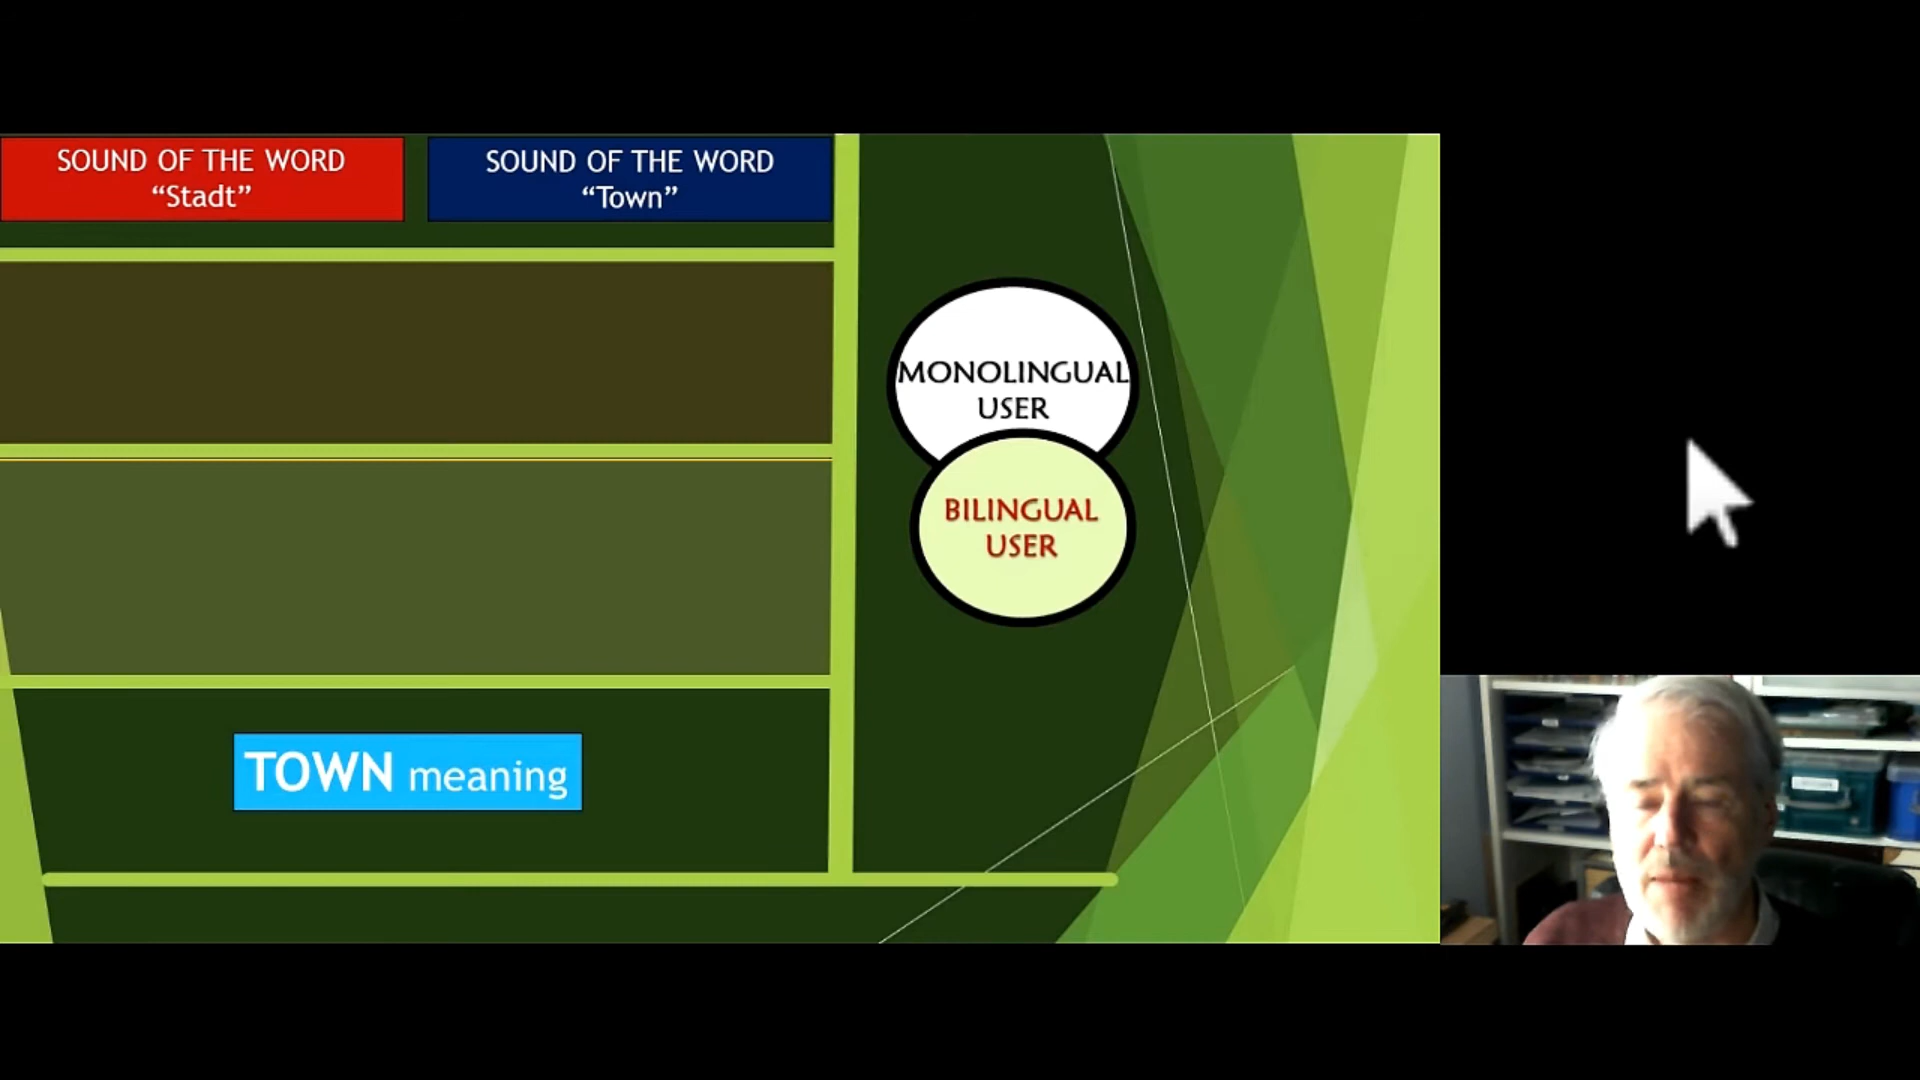 SOUND OF THE WORD
“Stadt”
SOUND OF THE WORD
“Town”
MONOLINGUAL
USER
BILINGUAL
USER
TOWN meaning